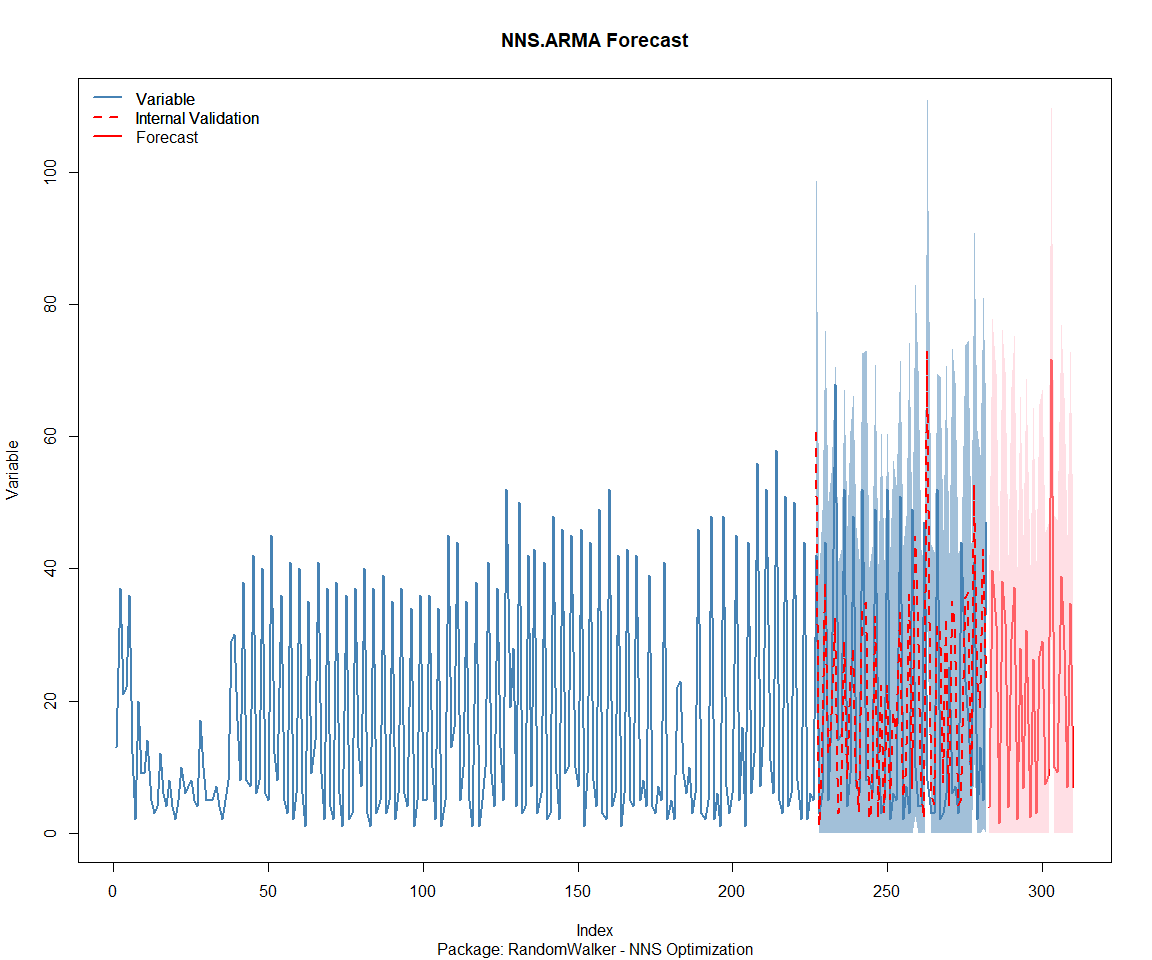 NNS.ARMA Forecast
Variable
Internal Validation
Forecast
Variable
0
20
40
60
80
100
0
50
100
150
200
250
300
Index
Package: RandomWalker - NNS Optimization